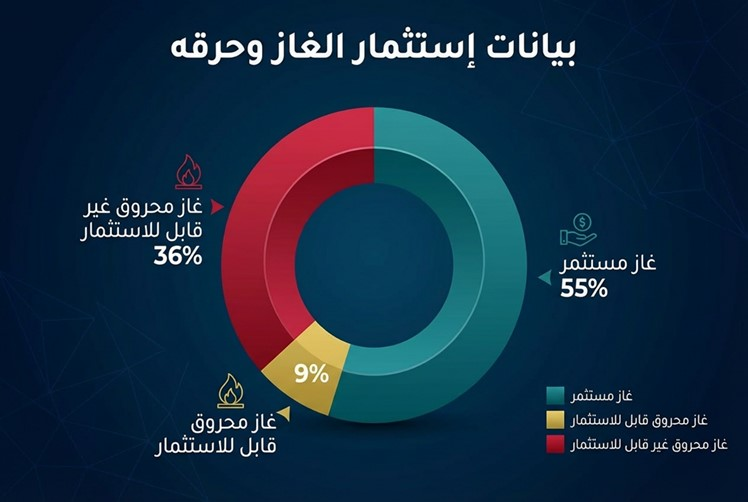 بيانات إستثمار الغاز وحرقه
غاز محروق غير
قابل للاستثمار
36%
غاز مستثمر
55%
9%
غاز محروق
قابل للاستثمار
غاز مستثمر
غاز محروق قابل للاستثمار
غاز محروق غير قابل للاستثمار